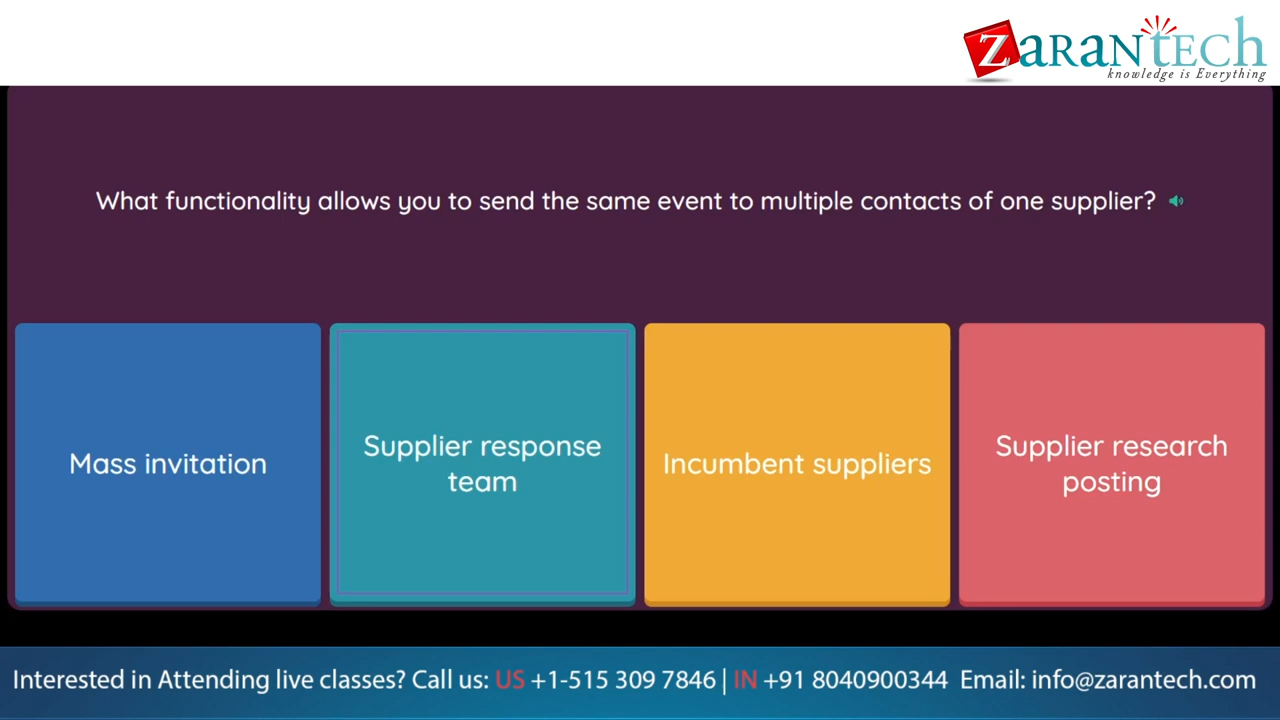 ZARANTECH
knowledge is Everything
What functionality allows you to send the same event to multiple contacts of one supplier?
Mass invitation
Supplier response
team
Incumbent suppliers
Supplier research
posting
Interested in Attending live classes? Call us: US +1-515 309 7846 | IN +91 8040900344 Email: info@zarantech.com